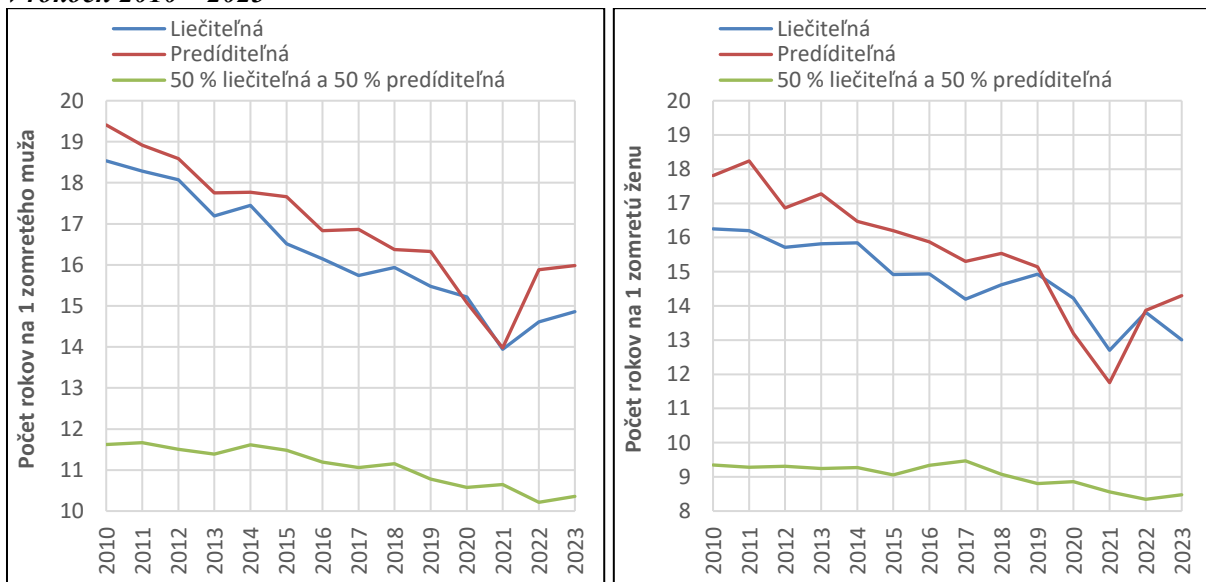 v rokoch 2010 – 2023
Liečiteľná
Predíditeľná
50 % liečiteľná a 50 % predíditeľná
Počet rokov na 1 zomretého muža
20
19
18
17
16
15
14
13
12
11
10
2010 2011 2012 2013 2014 2015 2016 2017 2018 2019 2020 2021 2022 2023
Liečiteľná
Predíditeľná
50 % liečiteľná a 50 % predíditeľná
Počet rokov na 1 zomretú ženu
20
19
18
17
16
15
14
13
12
11
10
9
8
2010 2011 2012 2013 2014 2015 2016 2017 2018 2019 2020 2021 2022 2023